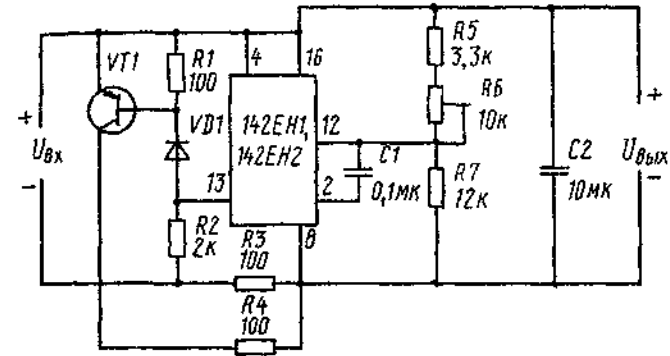 VT1
R1
100
4
16
R5
3,3к
R6
10к
+
Uвх
-
VD1
142ЕН1,
142ЕН2
12
13
2
C1
0,1мк
R7
12к
C2
10мк
+
Uвых
-
R2
2к
R3
100
8
R4
100